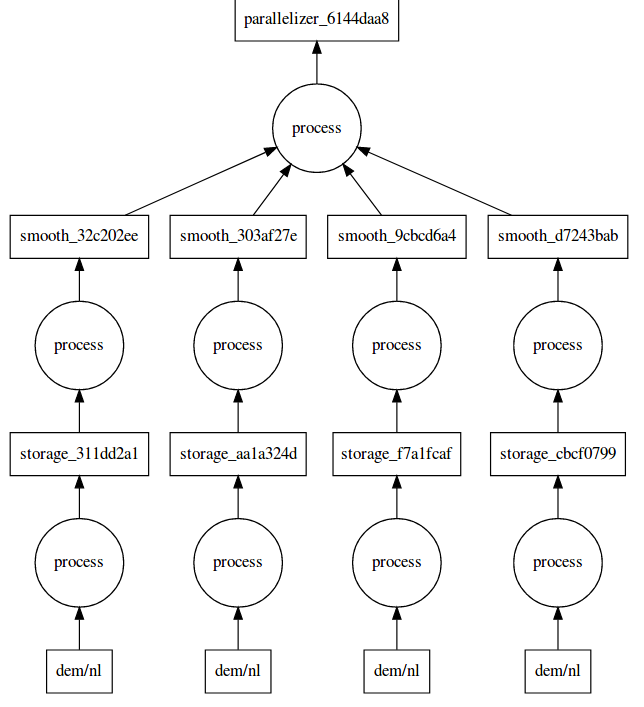 parallelizer_6144daa8
process
smooth_32c202ee
smooth_303af27e
smooth_9cbcd6a4
smooth_d7243bab
process
process
process
process
storage_311dd2a1
storage_aa1a324d
storage_f7a1fcaf
storage_cbcf0799
process
process
process
process
dem/nl
dem/nl
dem/nl
dem/nl